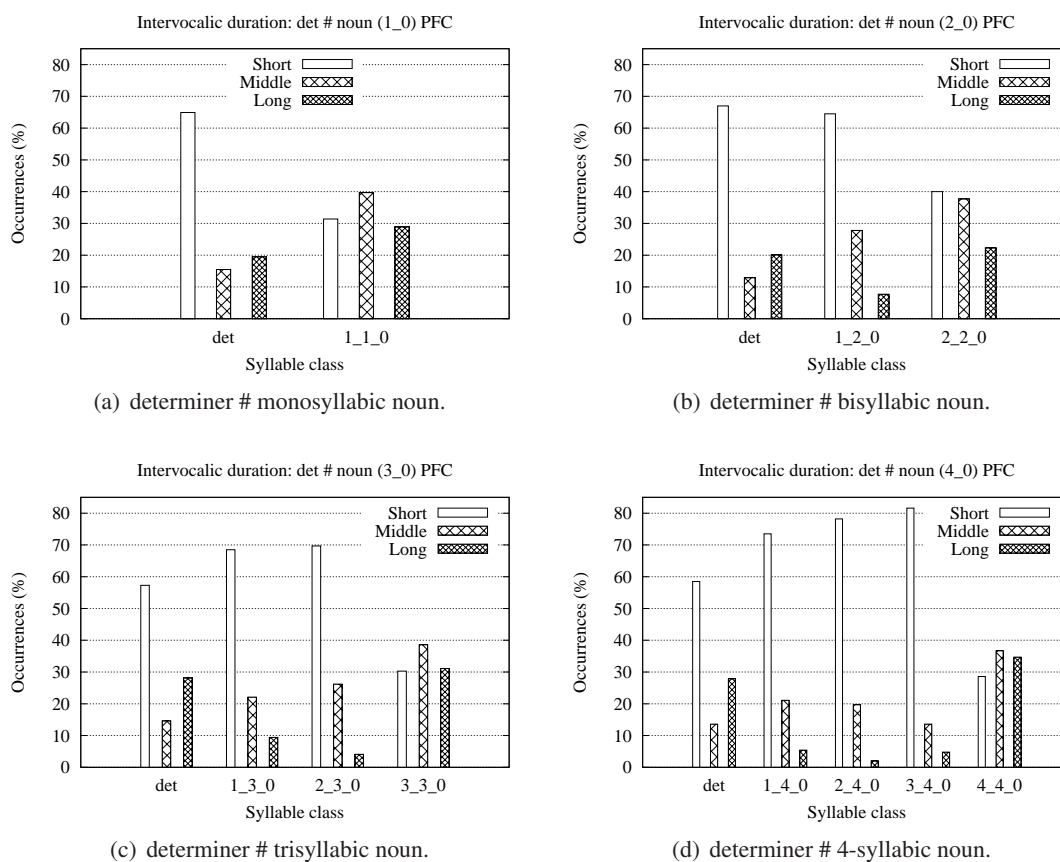 Intervocalic duration: det # noun (1_0) PFC
80
70
60
50
40
30
20
10
0
Occurrences (%)
Short
Middle
Long
det 1_1_0
Syllable class
(a) determiner # monosyllabic noun.
Intervocalic duration: det # noun (2_0) PFC
80
70
60
50
40
30
20
10
0
Occurrences (%)
Short
Middle
Long
det 1_2_0 2_2_0
Syllable class
(b) determiner # bisyllabic noun.
Intervocalic duration: det # noun (3_0) PFC
80
70
60
50
40
30
20
10
0
Occurrences (%)
Short
Middle
Long
det 1_3_0 2_3_0 3_3_0
Syllable class
(c) determiner # trisyllabic noun.
Intervocalic duration: det # noun (4_0) PFC
80
70
60
50
40
30
20
10
0
Occurrences (%)
Short
Middle
Long
det 1_4_0 2_4_0 3_4_0 4_4_0
Syllable class
(d) determiner # 4-syllabic noun.